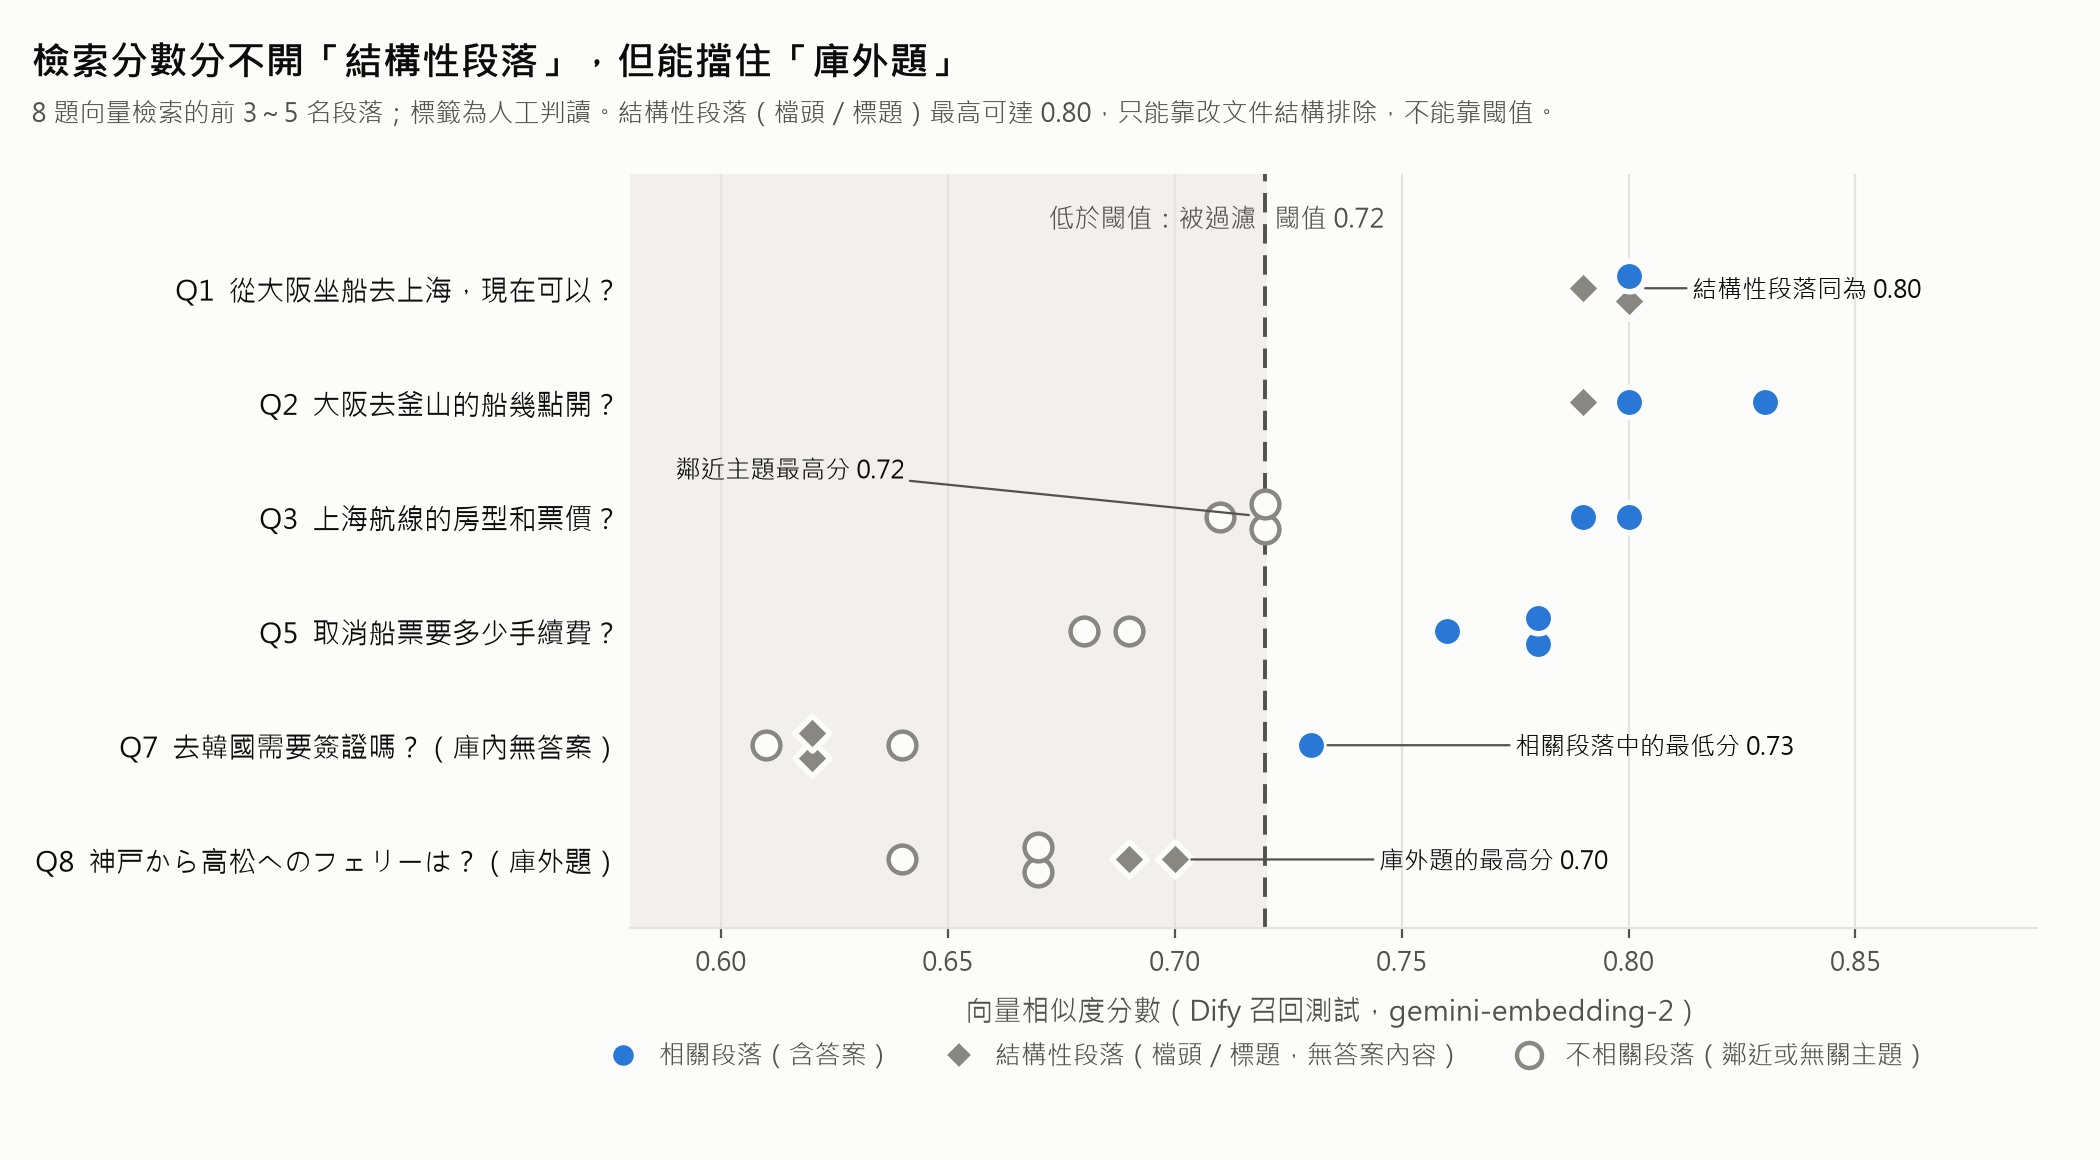 檢索分數分不開「結構性段落」，但能擋住「庫外題」
8 題向量檢索的前 3～5 名段落；標籤為人工判讀。結構性段落（檔頭 / 標題）最高可達 0.80，只能靠改文件結構排除，不能靠閾值。
低於閾值：被過濾
閾值 0.72
Q1 從大阪坐船去上海，現在可以？
結構性段落同為 0.80
Q2 大阪去釜山的船幾點開？
鄰近主題最高分 0.72
Q3 上海航線的房型和票價？
Q5 取消船票要多少手續費？
Q7 去韓國需要簽證嗎？（庫內無答案）
相關段落中的最低分 0.73
Q8 神戸から高松へのフェリーは？（庫外題）
庫外題的最高分 0.70
0.60 0.65 0.70 0.75 0.80 0.85
向量相似度分數（Dify 召回測試，gemini-embedding-2）
相關段落（含答案） 結構性段落（檔頭 / 標題，無答案內容） 不相關段落（鄰近或無關主題）